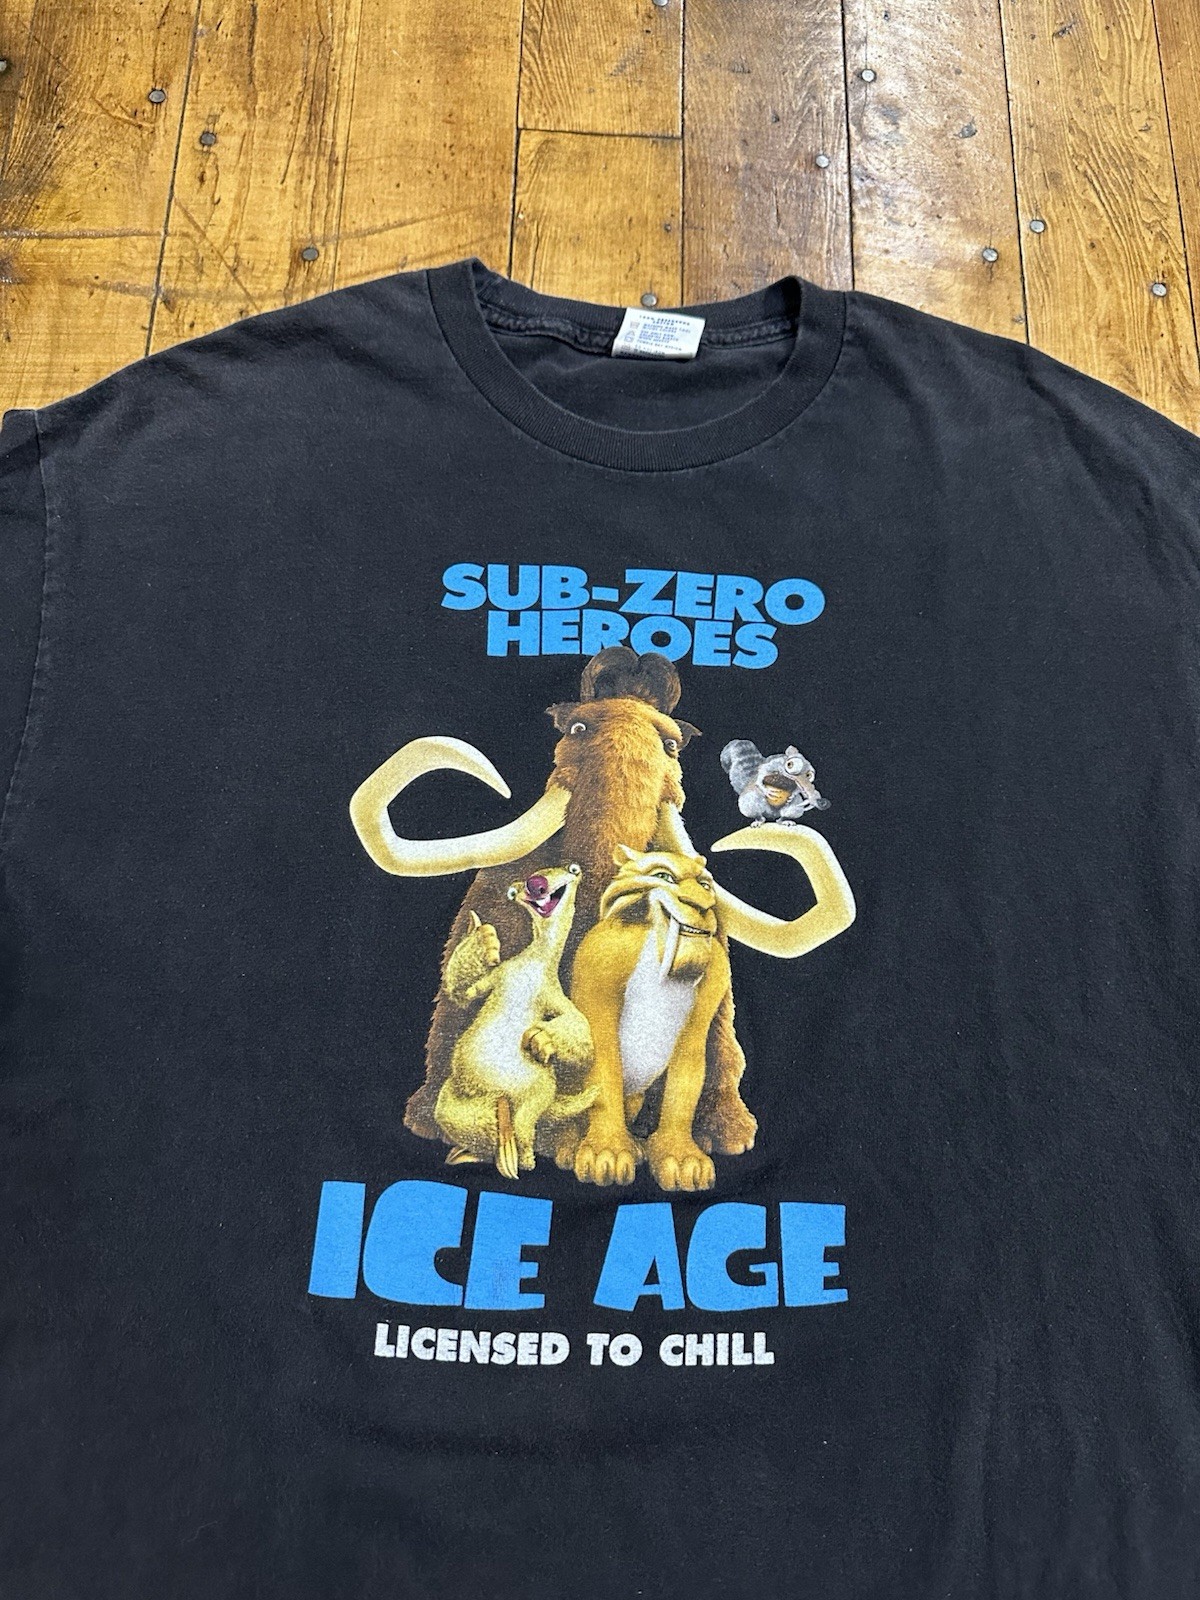 SUB-ZERO
HEROES
ICE AGE
LICENSED TO CHILL